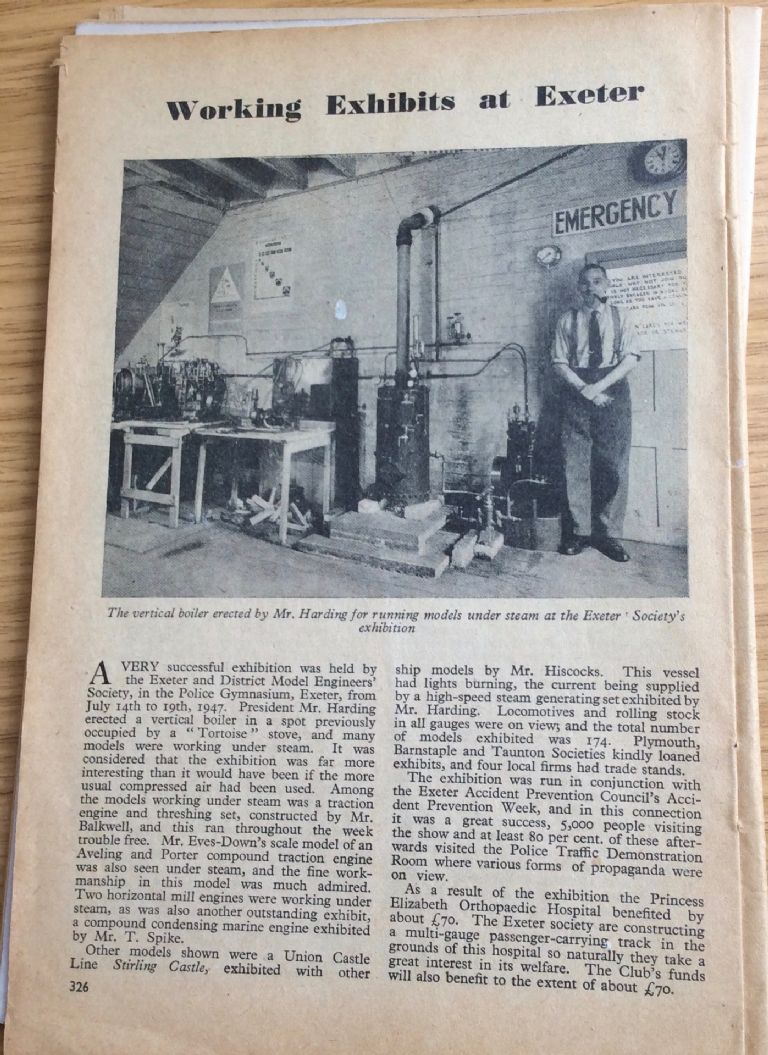 Working Exhibits at Exeter
EMERGENCY
The vertical boiler erected by Mr. Harding for running models under steam at the Exeter Society's
exhibition
A VERY successful exhibition was held by
the Exeter and District Model Engineers'
Society, in the Police Gymnasium, Exeter, from
July 14th to 19th, 1947. President Mr. Harding
erected a vertical boiler in a spot previously
occupied by a "Tortoise" stove, and many
models were working under steam. It was
considered that the exhibition was far more
interesting than it would have been if the more
usual compressed air had been used. Among
the models working under steam was a traction
engine and threshing set, constructed by Mr.
Balkwell, and this ran throughout the week
trouble free. Mr. Eves-Down's scale model of an
Aveling and Porter compound traction engine
was also seen under steam, and the fine work-
manship in this model was much admired.
Two horizontal mill engines were working under
steam, as was also another outstanding exhibit,
a compound condensing marine engine exhibited
by Mr. T. Spike.
Other models shown were a Union Castle
Line Stirling Castle, exhibited with other
326
ship models by Mr. Hiscocks. This vessel
had lights burning, the current being supplied
by a high-speed steam generating set exhibited by
Mr. Harding. Locomotives and rolling stock
in all gauges were on view; and the total number
of models exhibited was 174. Plymouth,
Barnstaple and Taunton Societies kindly loaned
exhibits, and four local firms had trade stands.
The exhibition was run in conjunction with
the Exeter Accident Prevention Council's Acci-
dent Prevention Week, and in this connection
it was a great success, 5,000 people visiting
the show and at least 80 per cent. of these after-
wards visited the Police Traffic Demonstration
Room where various forms of propaganda were
on view.
As a result of the exhibition the Princess
Elizabeth Orthopaedic Hospital benefited by
about £70. The Exeter society are constructing
a multi-gauge passenger-carrying track in the
grounds of this hospital so naturally they take a
great interest in its welfare. The Club's funds
will also benefit to the extent of about £70.